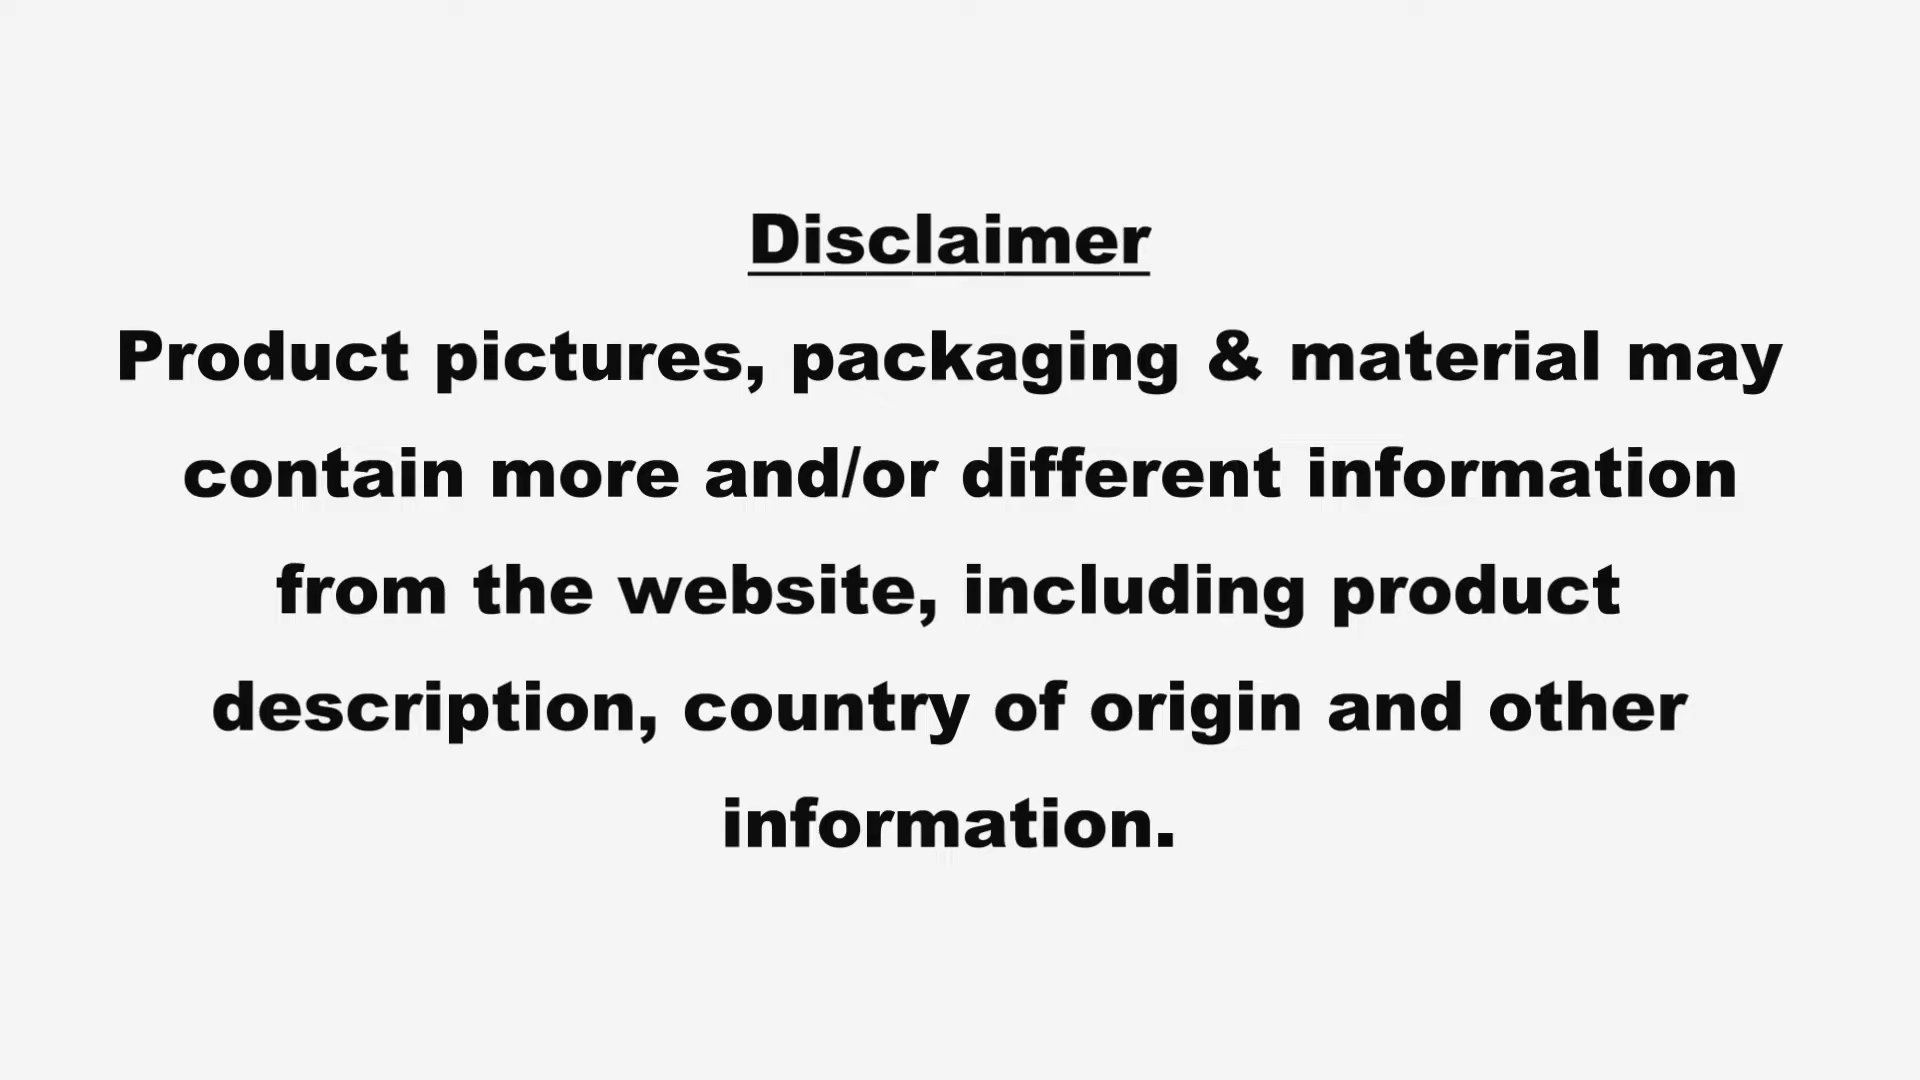 Disclaimer
Product pictures, packaging & material may
contain more and/or different information
from the website, including product
description, country of origin and other
information.